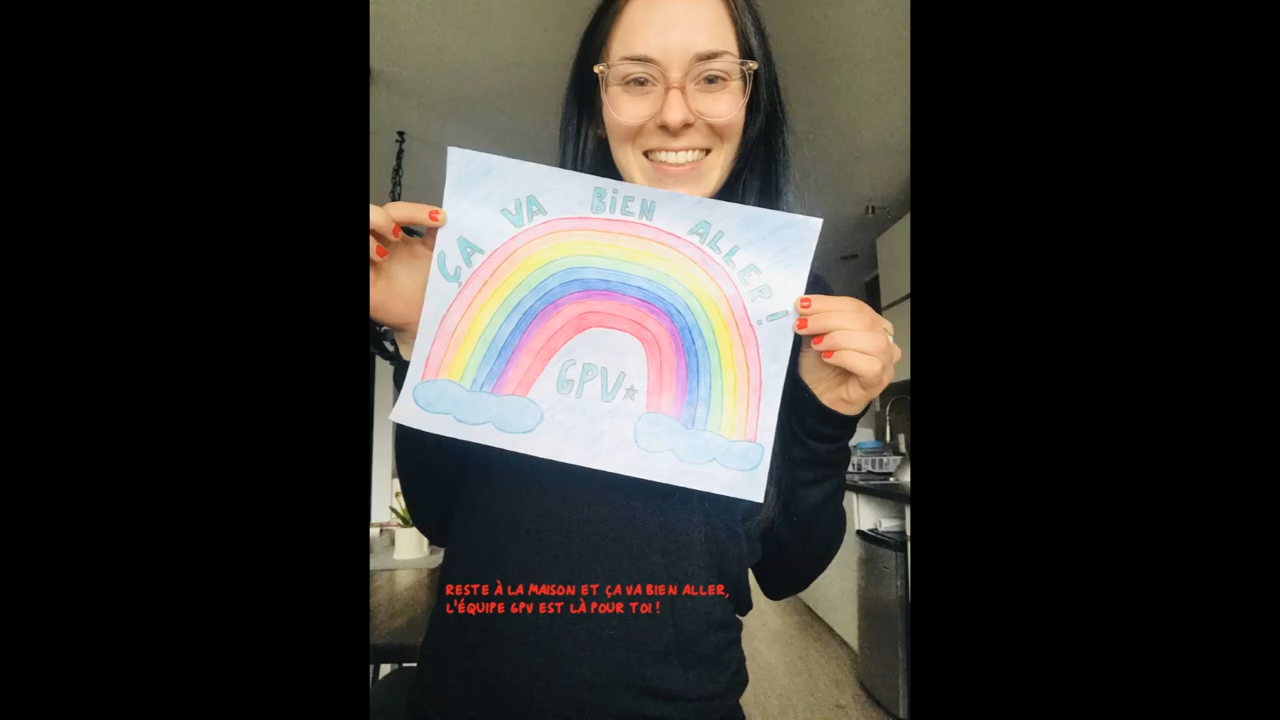 ÇA VA BiEN ALLER!
GPV
RESTE À LA MAISON ET ÇA VA BIEN ALLER,
L'ÉQUIPE GPV EST LÀ POUR TOI !